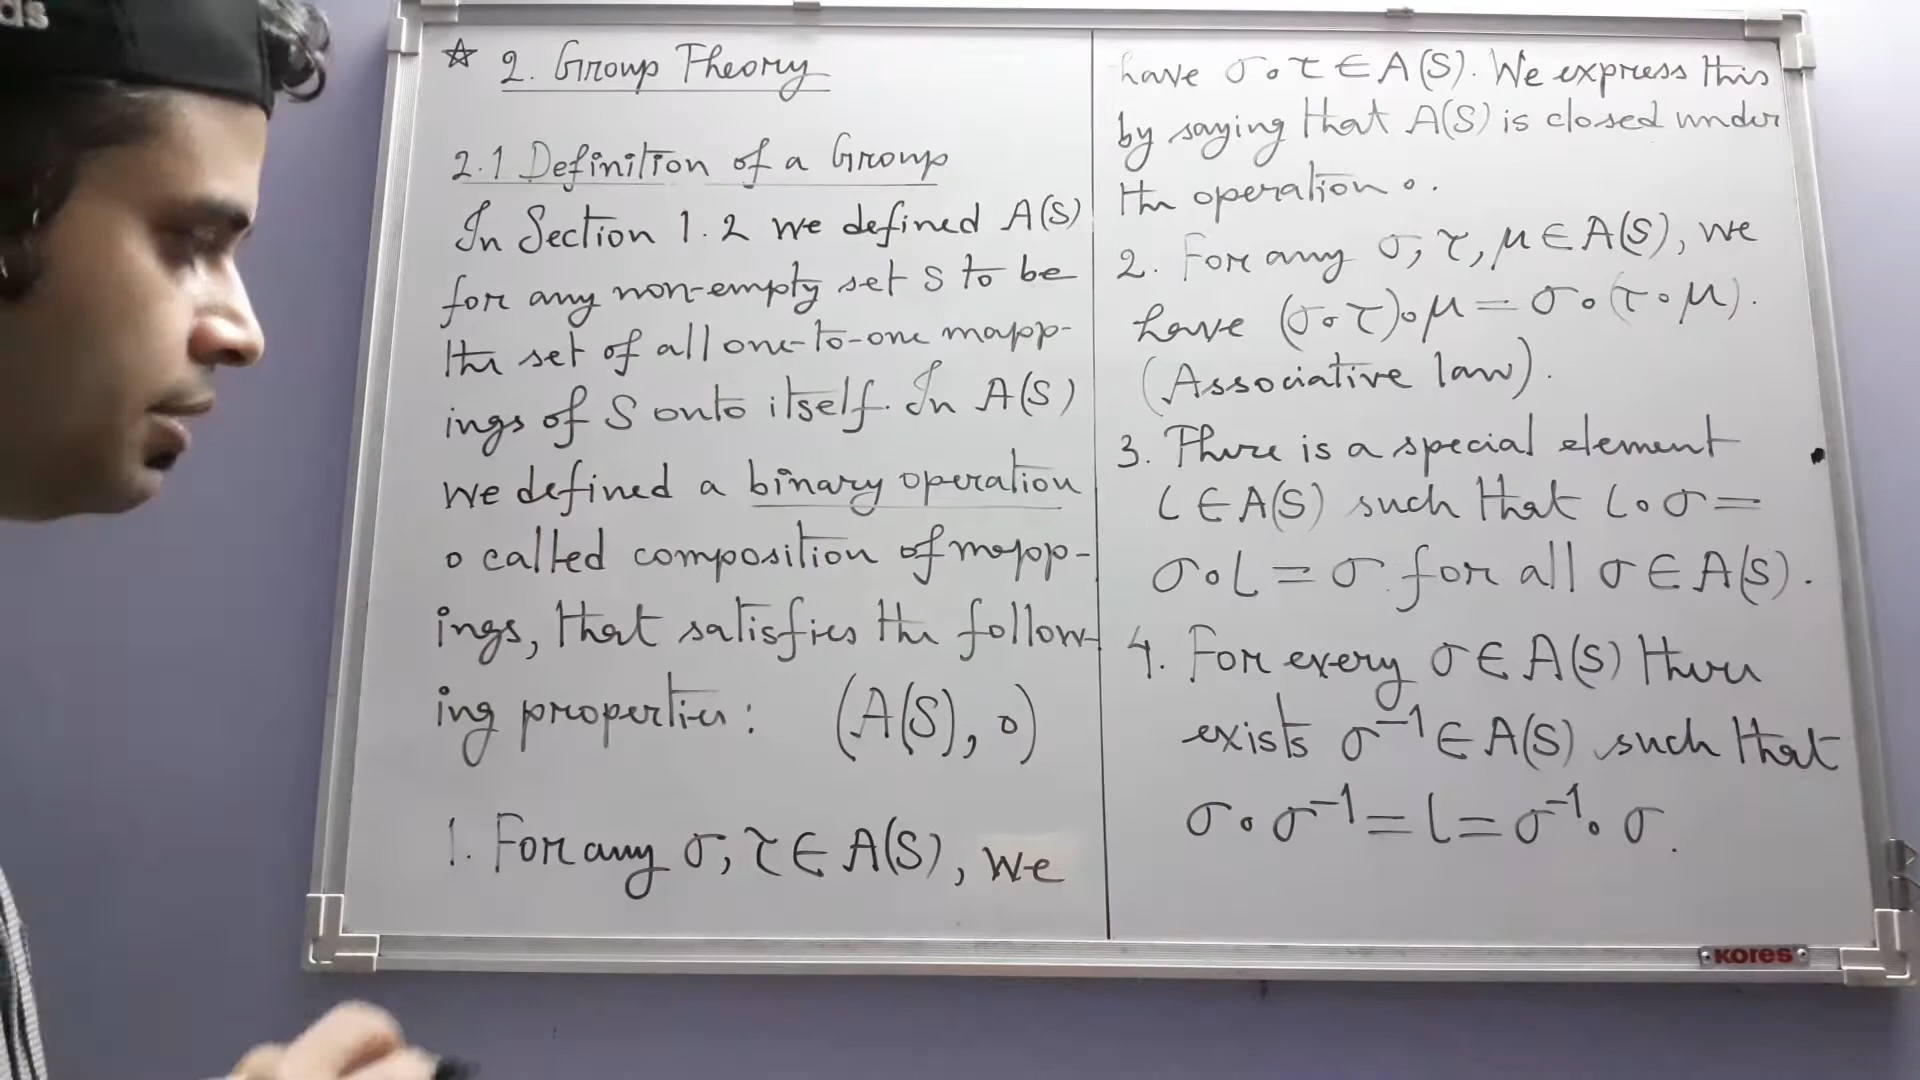 ☆ 2. Group Theory
2.1 Definition of a Group
In Section 1.2 we defined A(S)
for any non-empty set S to be
the set of all one-to-one mapp-
ings of S onto itself. In A(S)
we defined a binary operation
∘ called composition of mapp-
ings, that satisfies the follow-
ing properties: (A(S), ∘)
1. For any σ, τ ∈ A(S), we
have σ∘τ ∈ A(S). We express this
by saying that A(S) is closed under
the operation ∘.
2. For any σ, τ, μ ∈ A(S), we
have (σ∘τ)∘μ = σ∘(τ∘μ).
(Associative law).
3. There is a special element
ι ∈ A(S) such that ι∘σ =
σ∘ι = σ for all σ ∈ A(S).
4. For every σ ∈ A(S) there
exists σ⁻¹ ∈ A(S) such that
σ∘σ⁻¹ = ι = σ⁻¹∘σ.
KORES